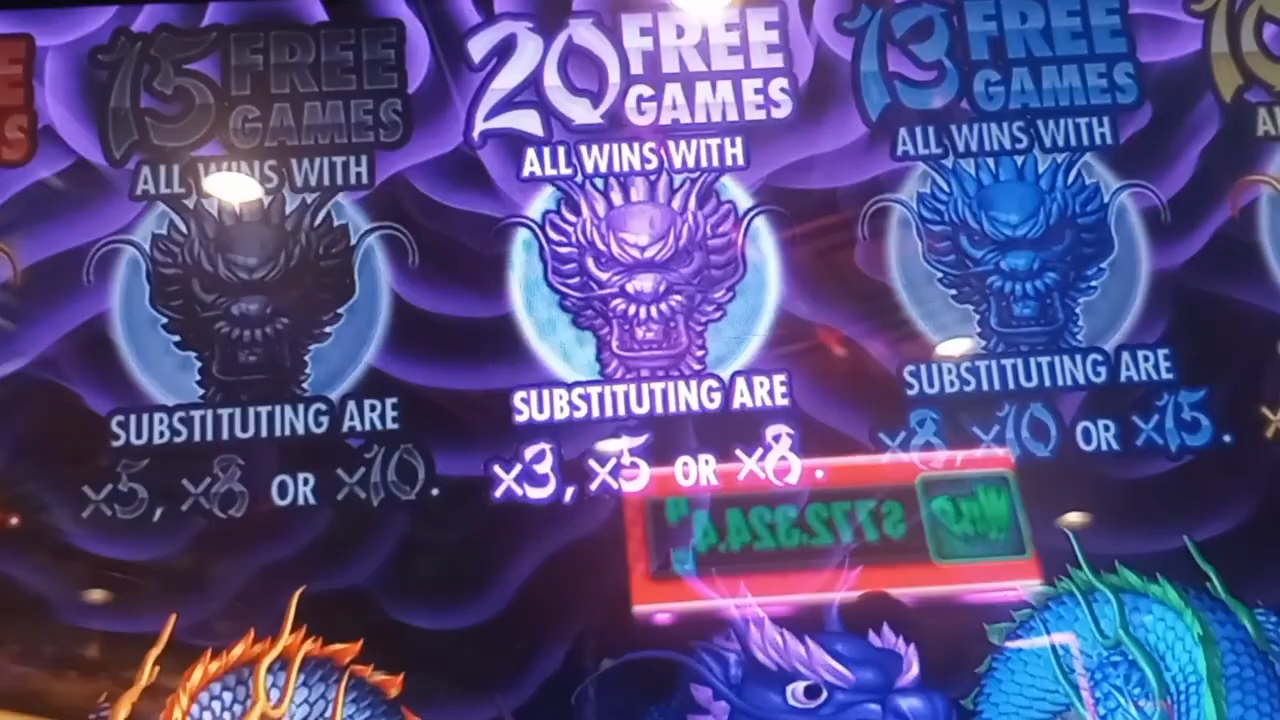 15 FREE
GAMES
ALL WINS WITH
SUBSTITUTING ARE
x5, x8 OR x10.
20 FREE
GAMES
ALL WINS WITH
SUBSTITUTING ARE
x3, x5 OR x8.
13 FREE
GAMES
ALL WINS WITH
SUBSTITUTING ARE
x8, x10 OR x15.